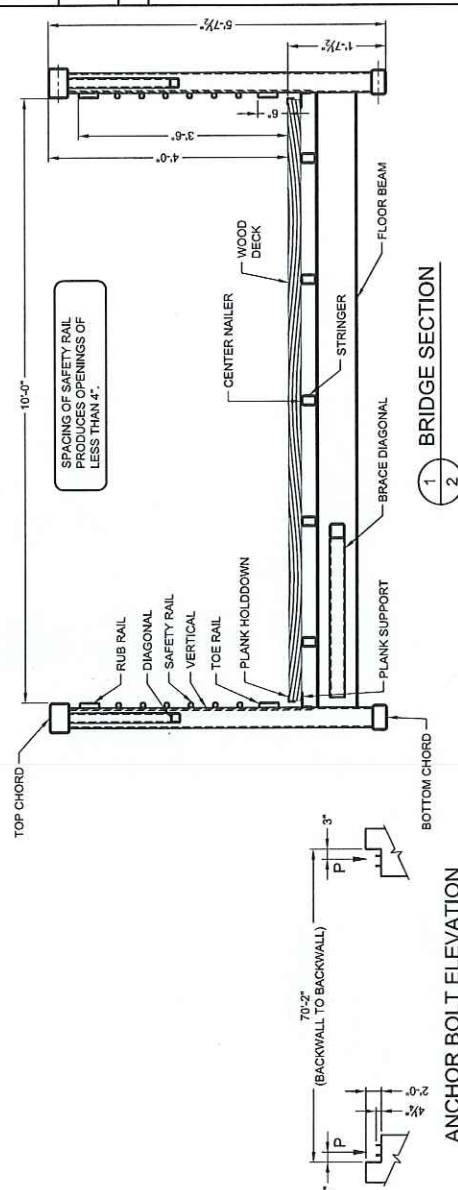 TOP CHORD
RUB RAIL
DIAGONAL
SAFETY RAIL
VERTICAL
TOE RAIL
PLANK HOLDDOWN
10'-0"
SPACING OF SAFETY RAIL
PRODUCES OPENINGS OF
LESS THAN 4".
CENTER NAILER
WOOD
DECK
5'-7½"
4'-0"
3'-6"
6"
1'-7½"
BOTTOM CHORD
PLANK SUPPORT
BRACE DIAGONAL
STRINGER
FLOOR BEAM
1
2
BRIDGE SECTION
70'-2"
(BACKWALL TO BACKWALL)
P
P
3"
2'-0"
ANCHOR BOLT ELEVATION